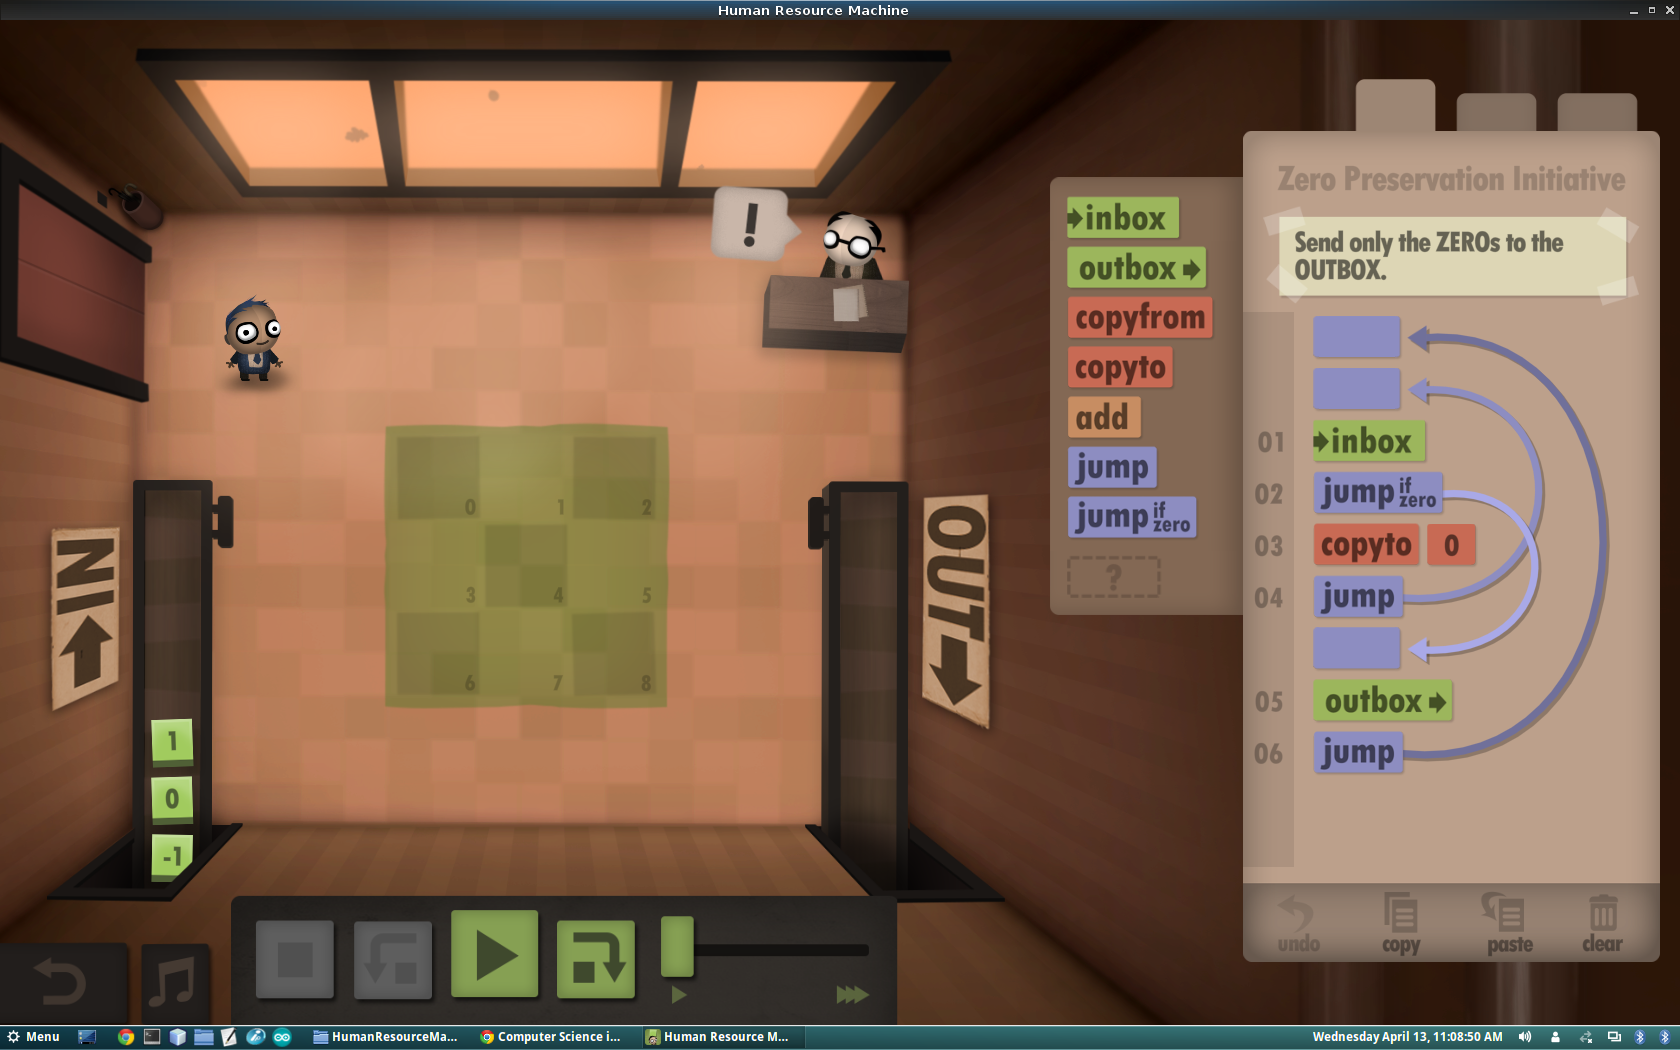 Human Resource Machine
!
inbox
outbox
copyfrom
copyto
add
jump
jump if zero
?
Zero Preservation Initiative
Send only the ZEROs to the
OUTBOX.
01 inbox
02 jump if zero
03 copyto 0
04 jump
05 outbox
06 jump
undo copy paste clear
IN
OUT
0 1 2
3 4 5
6 7 8
1
0
-1
Menu HumanResourceMa... Computer Science i... Human Resource M... Wednesday April 13, 11:08:50 AM